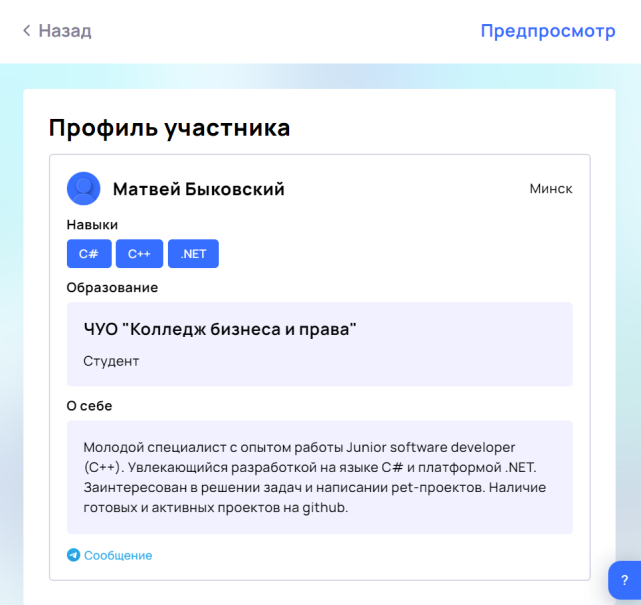 Назад
Предпросмотр
Профиль участника
Матвей Быковский
Минск
Навыки
C#
C++
.NET
Образование
ЧУО "Колледж бизнеса и права"
Студент
О себе
Молодой специалист с опытом работы Junior software developer
(C++). Увлекающийся разработкой на языке C# и платформой .NET.
Заинтересован в решении задач и написании pet-проектов. Наличие
готовых и активных проектов на github.
Сообщение
?